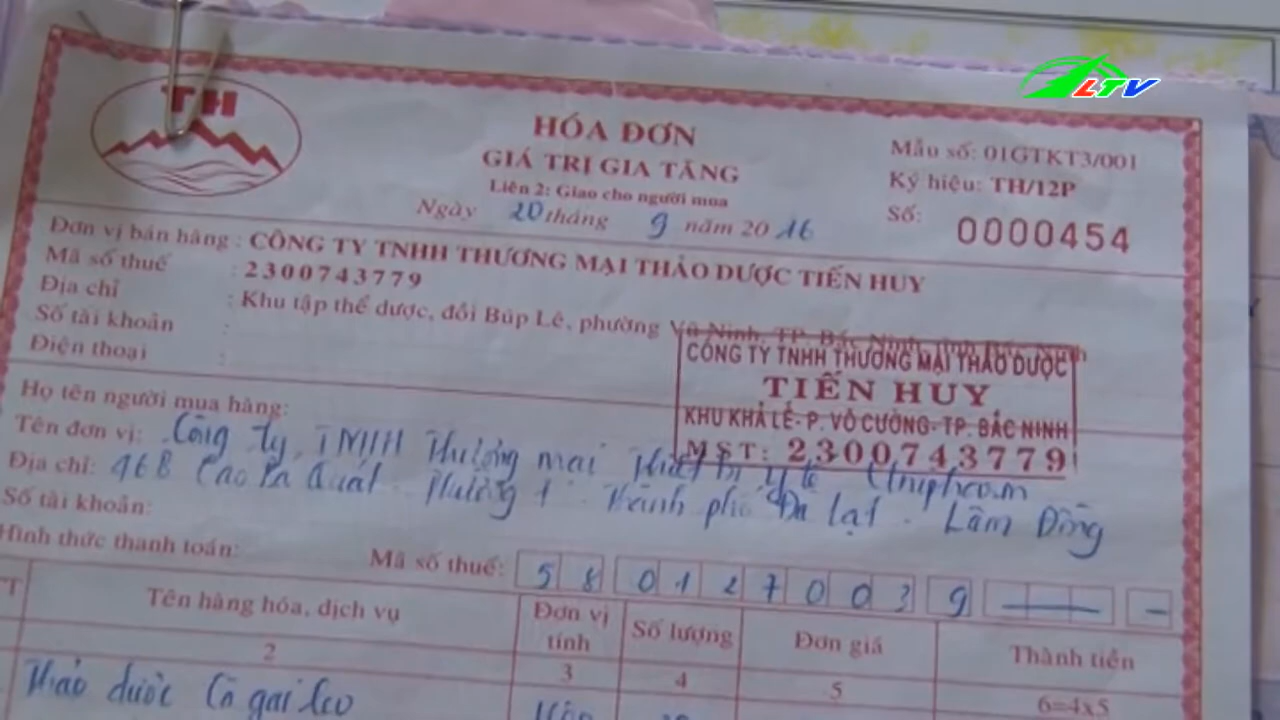 LTV
TH
HÓA ĐƠN
GIÁ TRỊ GIA TĂNG
Liên 2: Giao cho người mua
Ngày 20 tháng 9 năm 2016
Mẫu số: 01GTKT3/001
Ký hiệu: TH/12P
Số: 0000454
Đơn vị bán hàng : CÔNG TY TNHH THƯƠNG MẠI THẢO DƯỢC TIẾN HUY
Mã số thuế : 2300743779
Địa chỉ : Khu tập thể dược, đồi Búp Lê, phường Vũ Ninh, TP. Bắc Ninh, tỉnh Bắc Ninh
Số tài khoản :
Điện thoại :
CÔNG TY TNHH THƯƠNG MẠI THẢO DƯỢC
TIẾN HUY
KHU KHẢ LỄ- P. VÕ CƯỜNG- TP. BẮC NINH
MST: 2300743779
Họ tên người mua hàng:
Tên đơn vị: Công ty TNHH Thương mại Thiết bị y tế
Địa chỉ: 46B Cao Bá Quát - Phường 7 - Thành phố Đà Lạt - Lâm Đồng
Số tài khoản:
Hình thức thanh toán:
Mã số thuế: 58 01270039
Tên hàng hóa, dịch vụ
Đơn vị tính
Số lượng
Đơn giá
Thành tiền
2
3
4
5
6=4x5
Thảo dược Cà gai leo